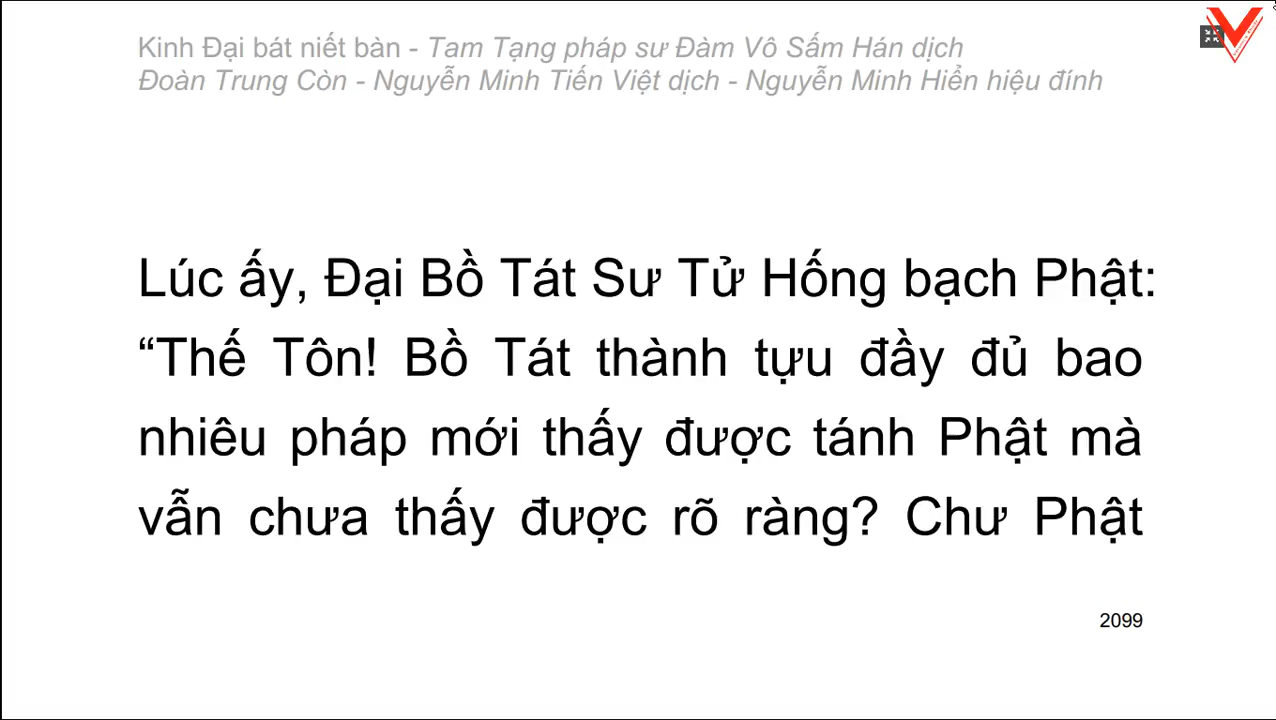 Kinh Đại bát niết bàn - Tam Tạng pháp sư Đàm Vô Sấm Hán dịch
Đoàn Trung Còn - Nguyễn Minh Tiến Việt dịch - Nguyễn Minh Hiển hiệu đính
Lúc ấy, Đại Bồ Tát Sư Tử Hống bạch Phật:
“Thế Tôn! Bồ Tát thành tựu đầy đủ bao
nhiêu pháp mới thấy được tánh Phật mà
vẫn chưa thấy được rõ ràng? Chư Phật
2099